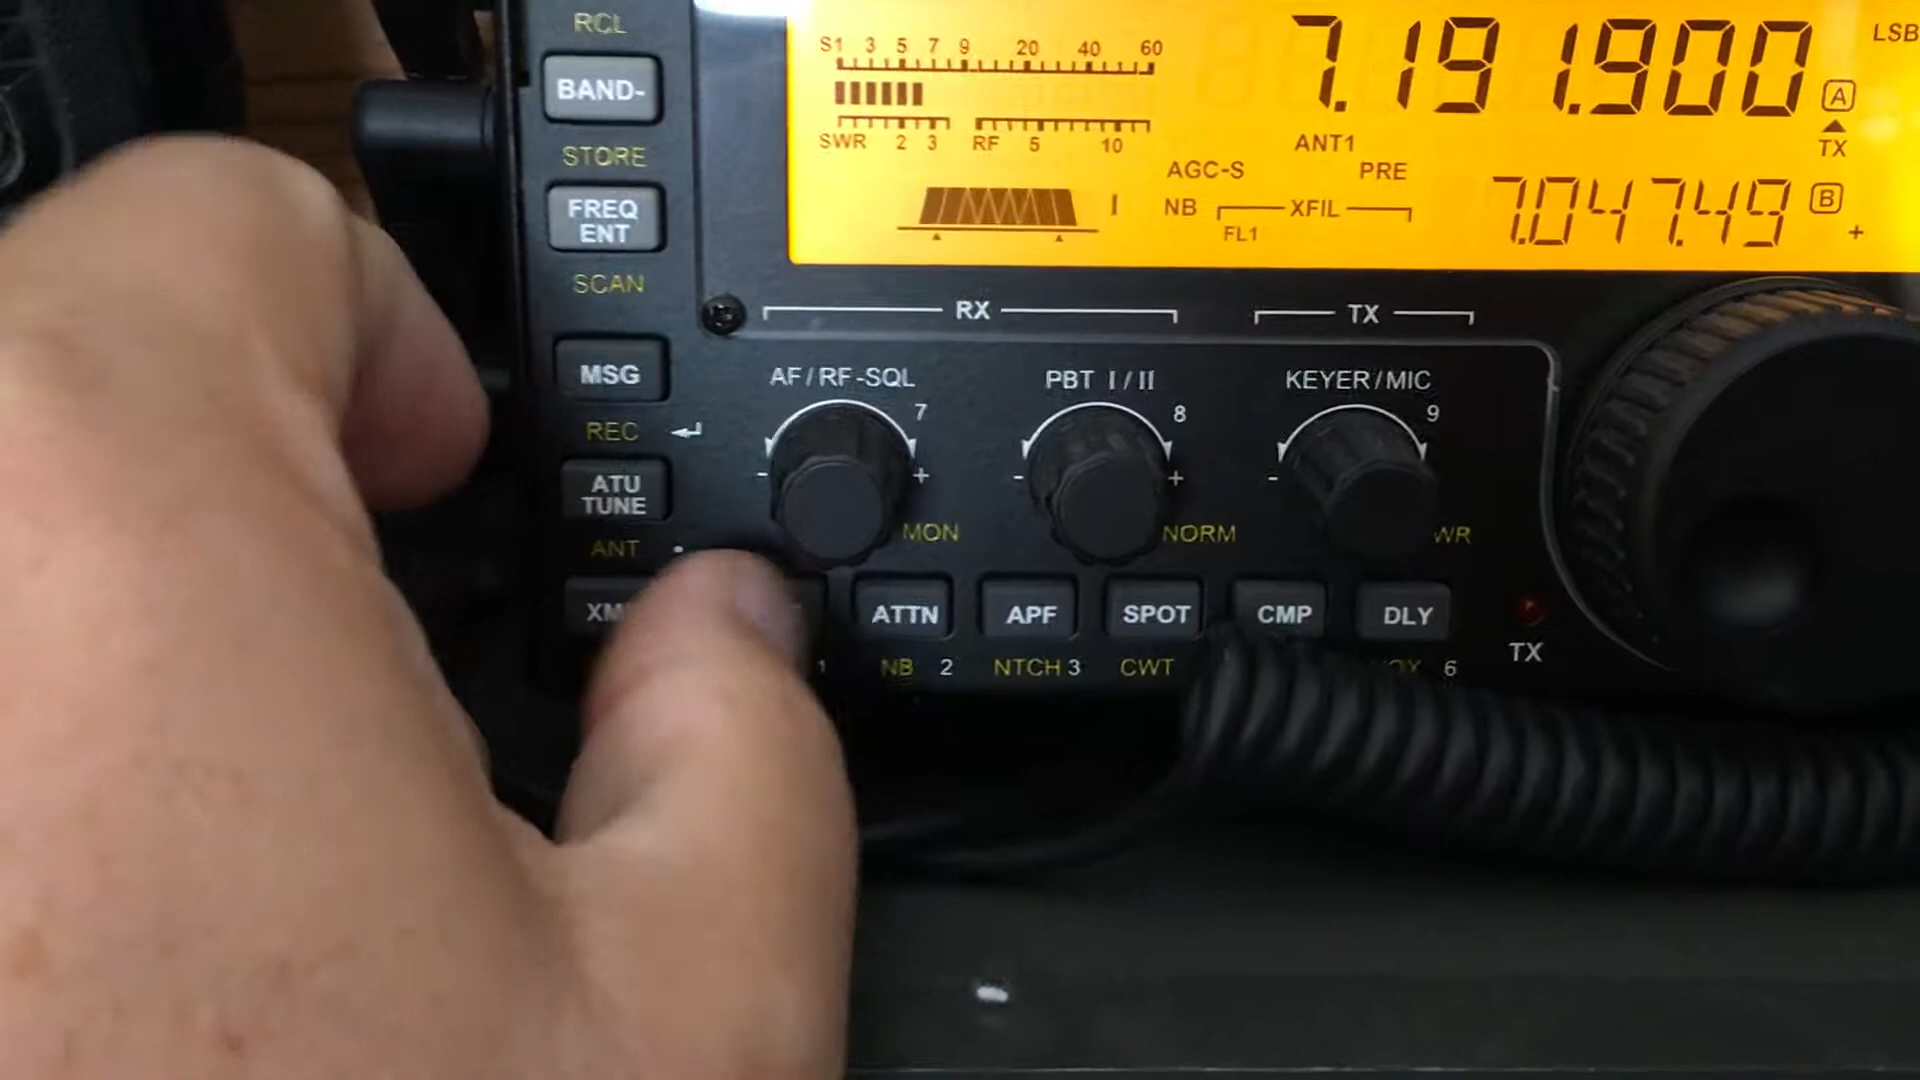 RCL
BAND-
STORE
FREQ
ENT
SCAN
MSG
REC
ATU
TUNE
ANT
S1 3 5 7 9 20 40 60
SWR 2 3 RF 5 10
7.191.900
LSB
A
TX
ANT1
AGC-S PRE
NB XFIL
FL1
I
7.047.49
B
+
RX
TX
AF/RF-SQL
7
- +
MON
PBT I/II
8
- +
NORM
KEYER/MIC
9
-
WR
ATTN
APF
SPOT
CMP
DLY
TX
1
NB 2
NTCH 3
CWT
6